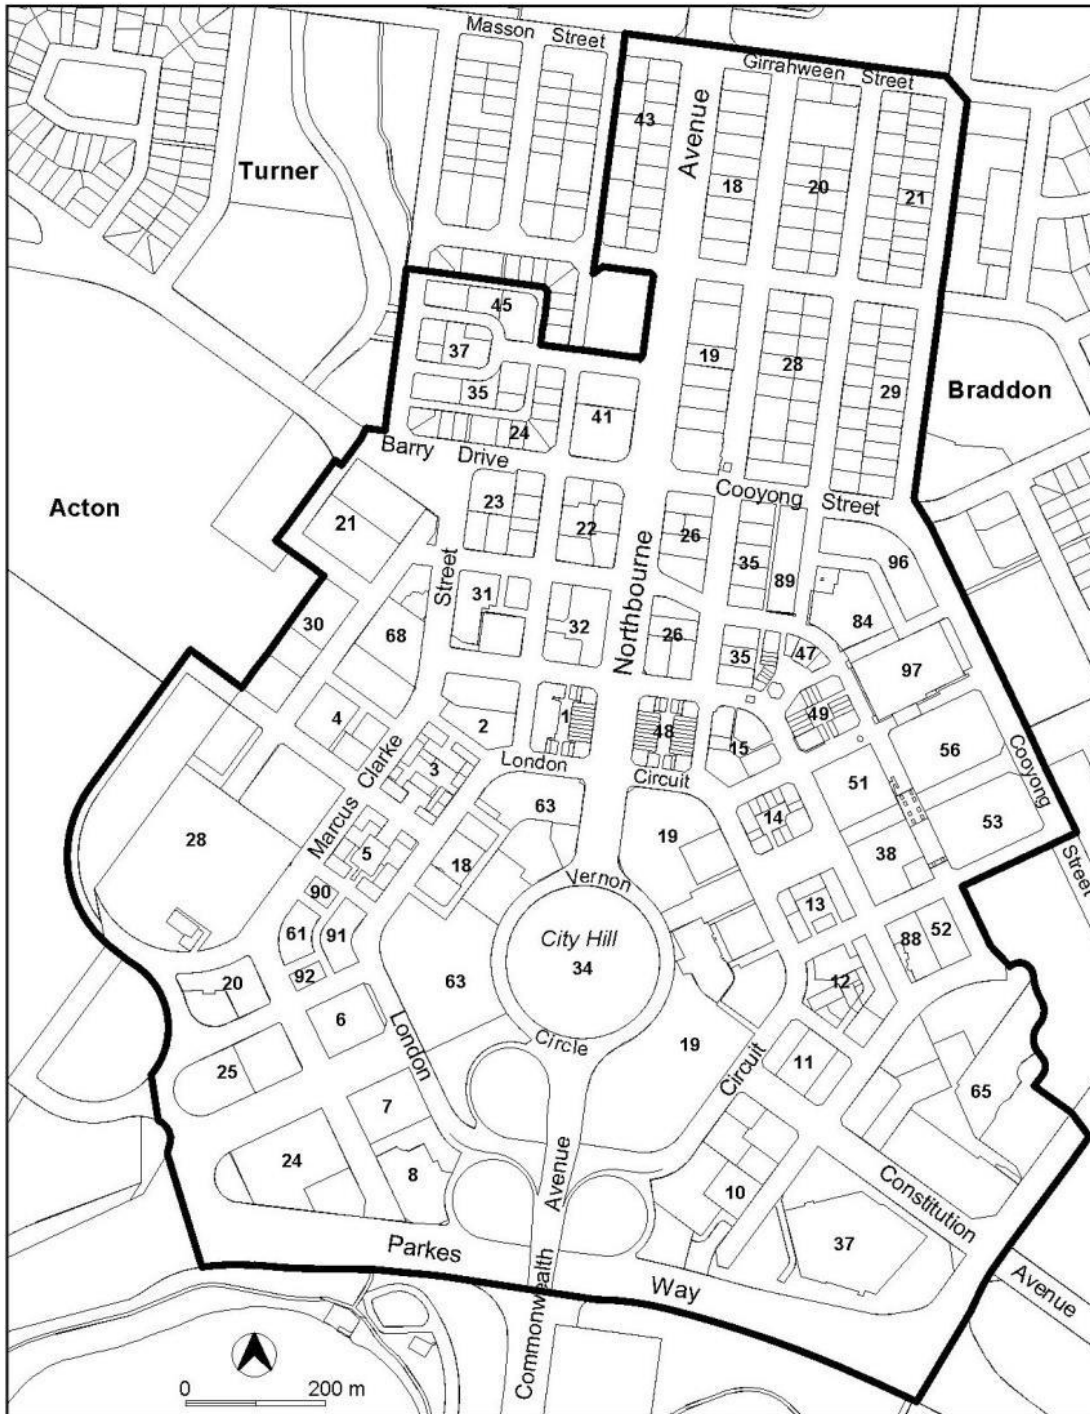 Masson Street
Girrahween Street
Avenue
43
Turner
18
20
21
45
37
19
28
29
Braddon
35
41
24
Barry Drive
Cooyong Street
Acton
21
23
22
26
Northbourne
35
89
96
Street
31
30
68
32
26
84
35
47
97
4
2
1
48
15
49
56
Cooyong
3
London
Circuit
Marcus Clarke
63
19
51
14
53
28
5
18
38
Street
Vernon
90
13
61
91
City Hill
34
88
52
92
12
20
63
6
London
Circle
19
Circuit
25
11
65
7
24
8
Avenue
10
Constitution
37
Parkes
Way
Avenue
Commonwealth
0 200 m